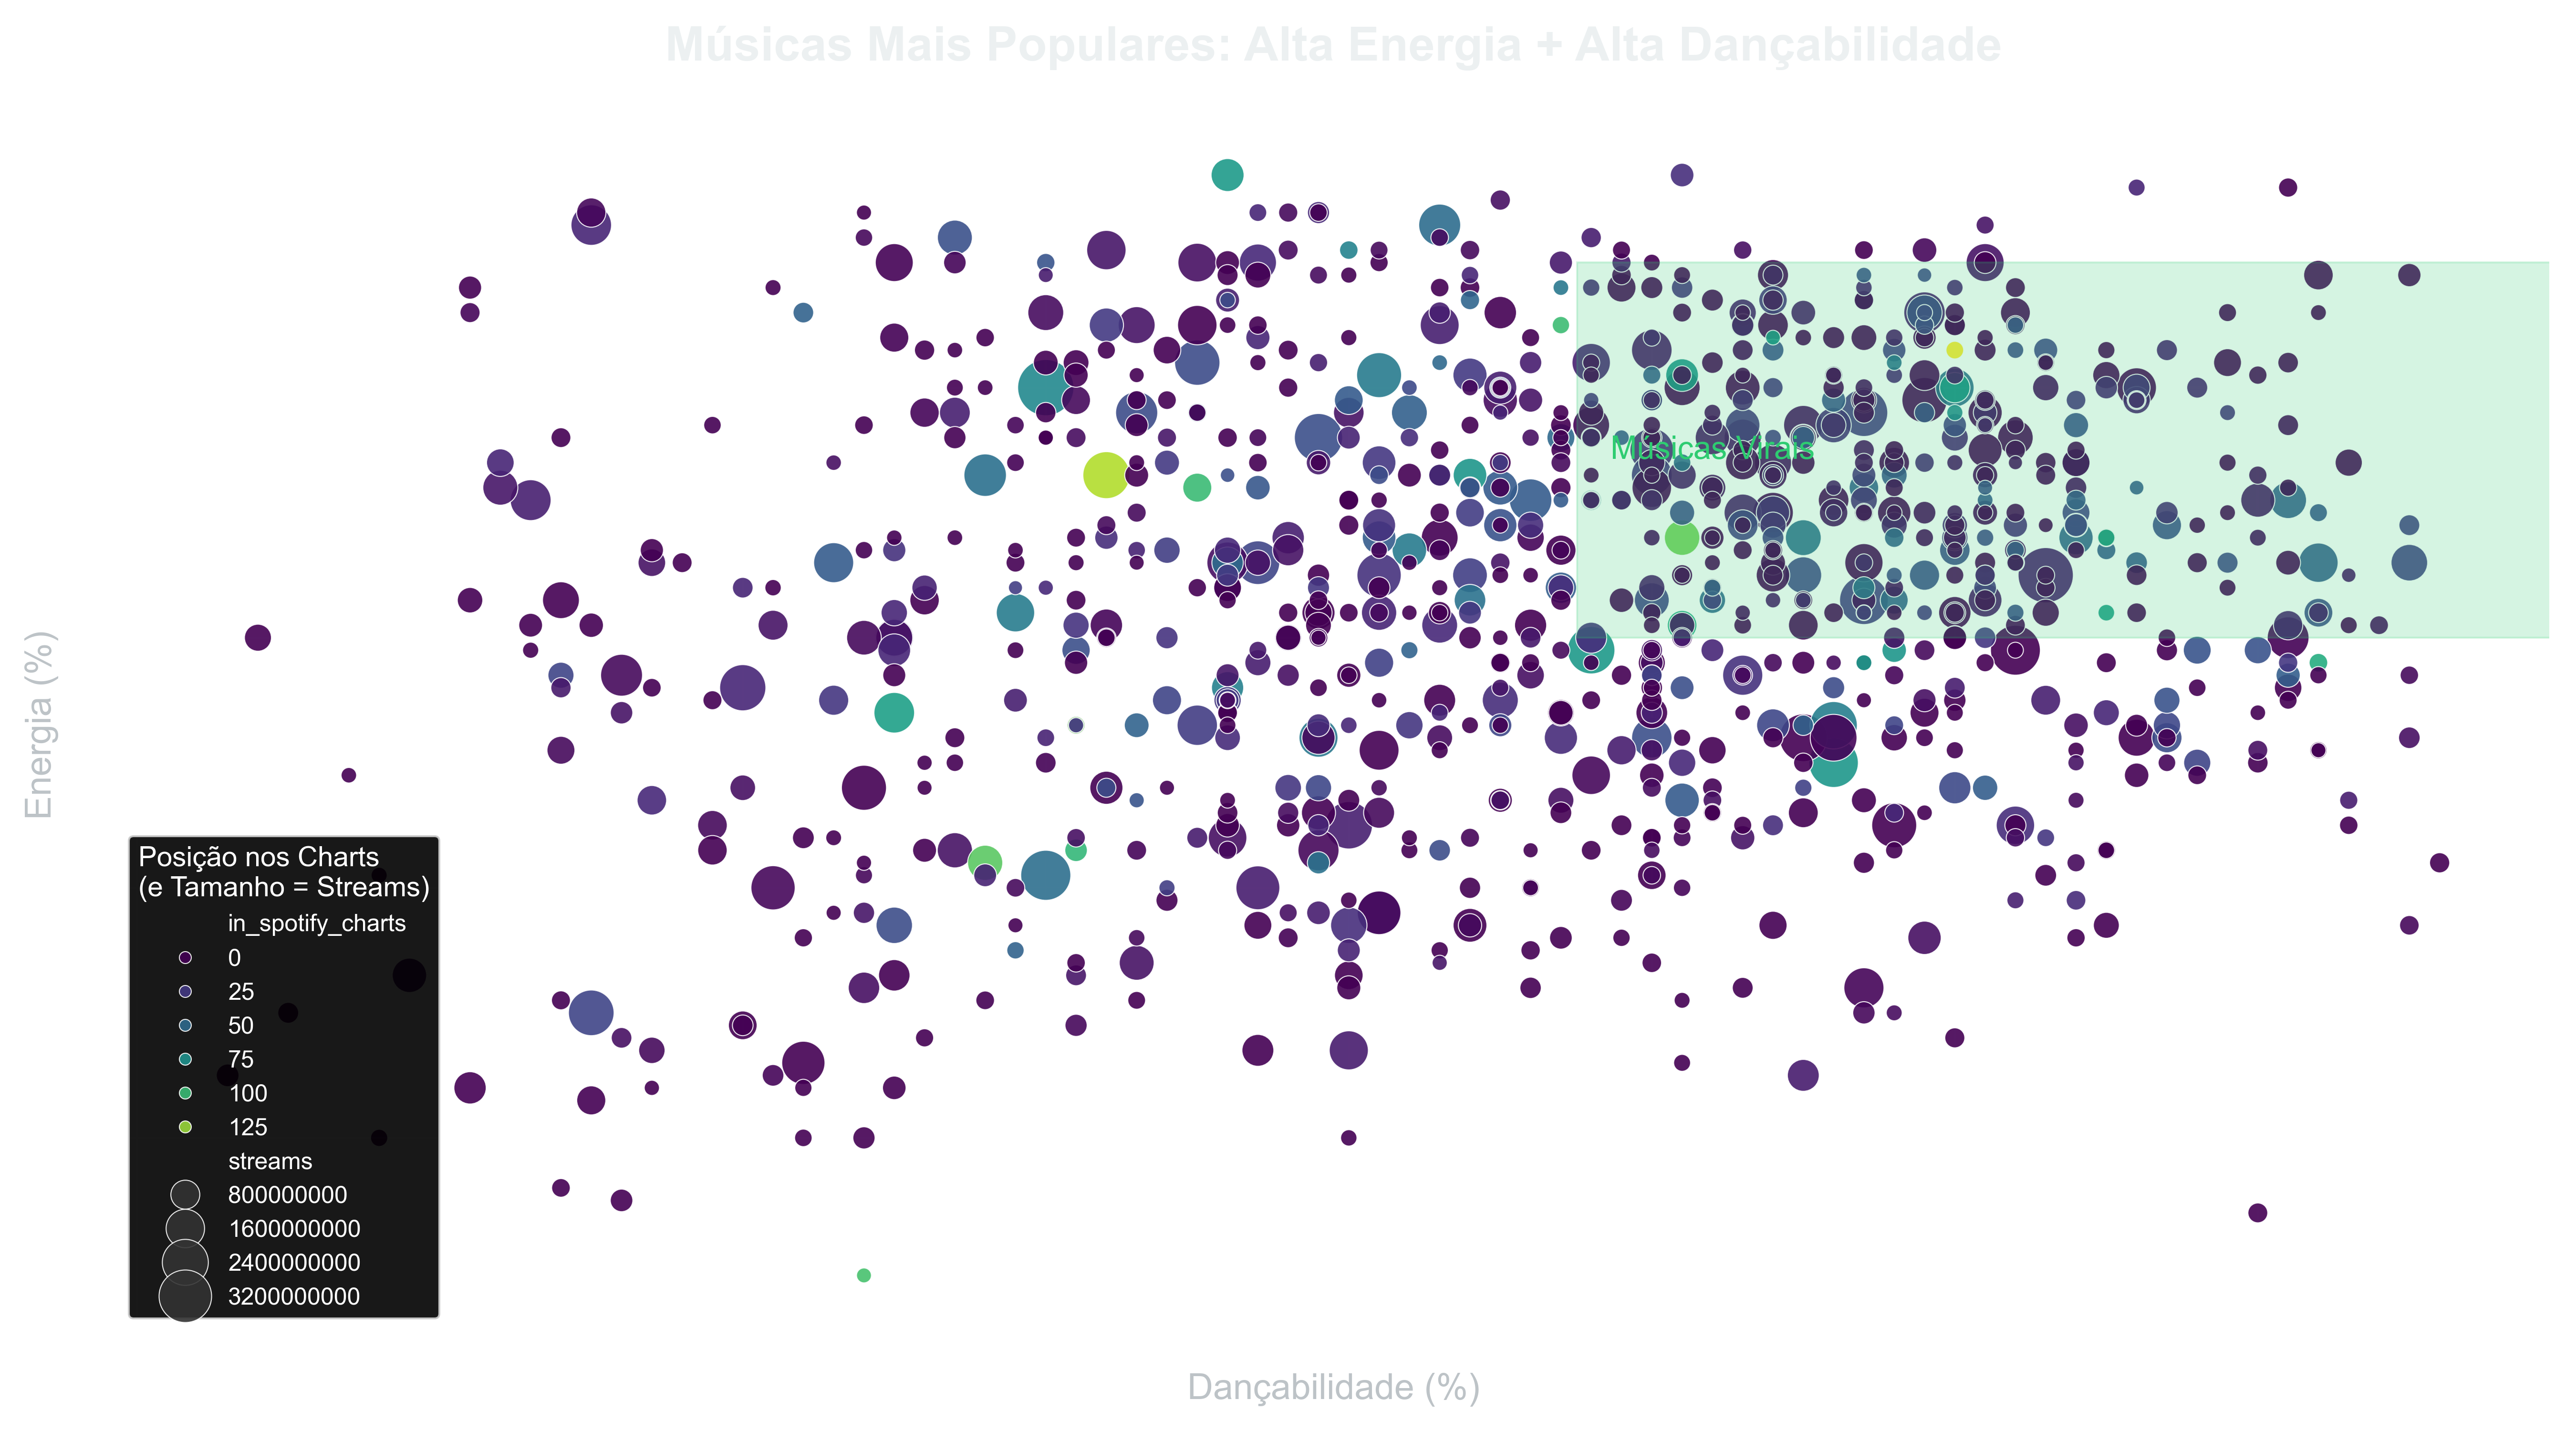 Músicas Mais Populares: Alta Energia + Alta Dançabilidade
Músicas Virais
Energia (%)
Posição nos Charts
(e Tamanho = Streams)
in_spotify_charts
0
25
50
75
100
125
streams
800000000
1600000000
2400000000
3200000000
Dançabilidade (%)